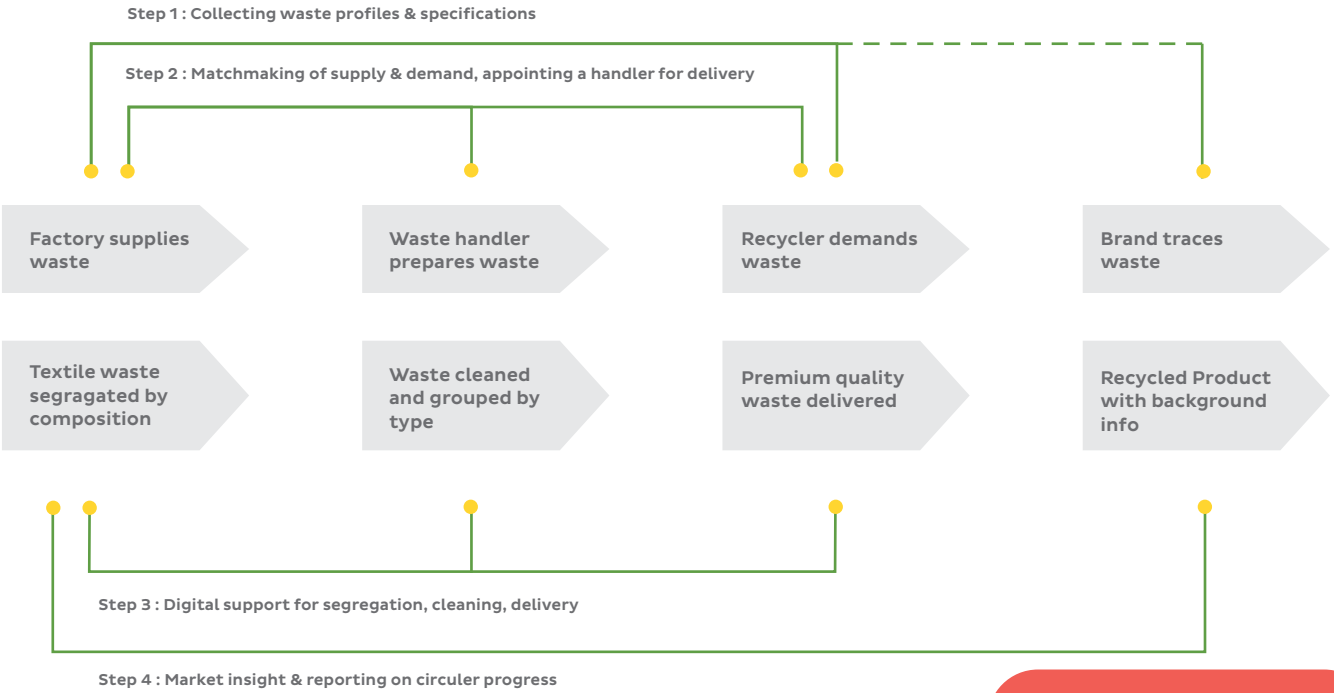 Step 1 : Collecting waste profiles & specifications
Step 2 : Matchmaking of supply & demand, appointing a handler for delivery
Factory supplies
waste
Waste handler
prepares waste
Recycler demands
waste
Brand traces
waste
Textile waste
segragated by
composition
Waste cleaned
and grouped by
type
Premium quality
waste delivered
Recycled Product
with background
info
Step 3 : Digital support for segregation, cleaning, delivery
Step 4 : Market insight & reporting on circuler progress